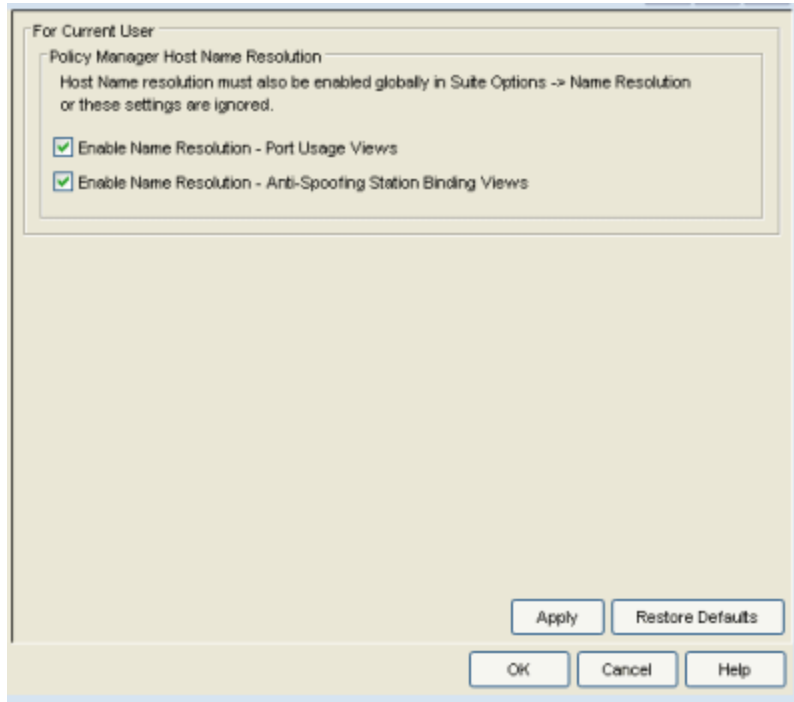 For Current User
Policy Manager Host Name Resolution
Host Name resolution must also be enabled globally in Suite Options -> Name Resolution
or these settings are ignored.
Enable Name Resolution - Port Usage Views
Enable Name Resolution - Anti-Spoofing Station Binding Views
Apply
Restore Defaults
OK
Cancel
Help